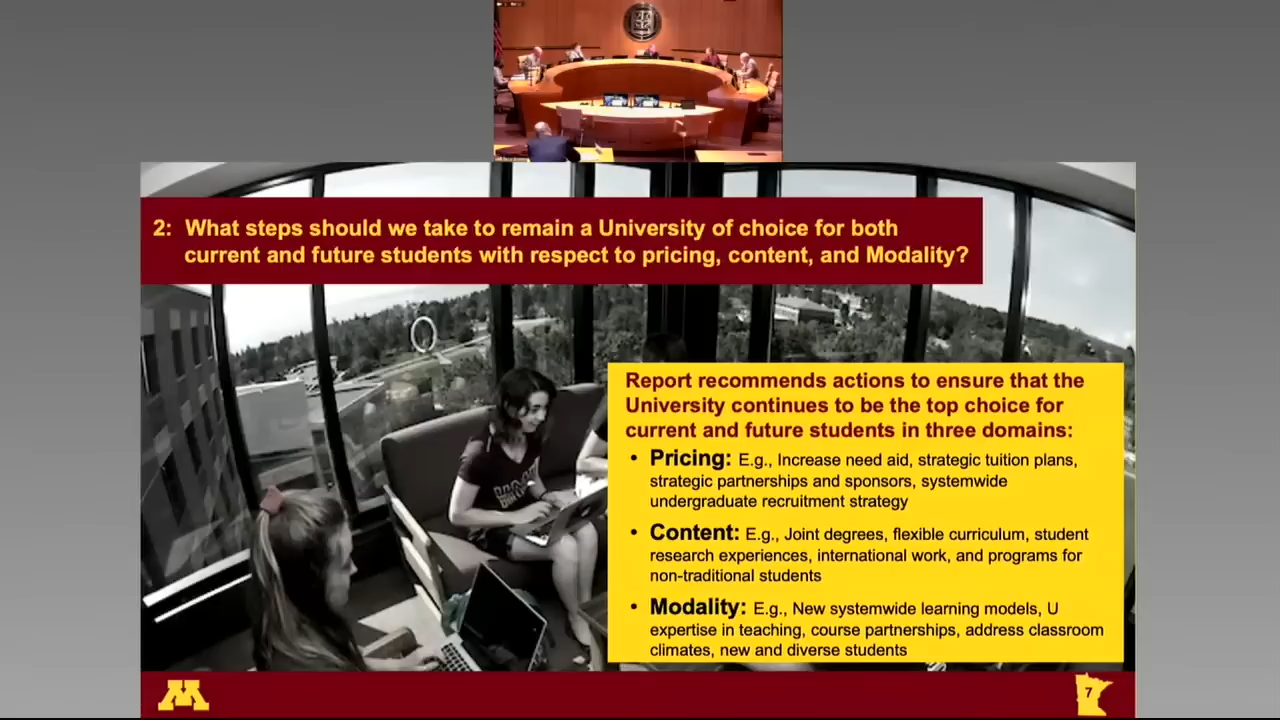 2: What steps should we take to remain a University of choice for both
current and future students with respect to pricing, content, and Modality?
Report recommends actions to ensure that the
University continues to be the top choice for
current and future students in three domains:
• Pricing: E.g., Increase need aid, strategic tuition plans,
strategic partnerships and sponsors, systemwide
undergraduate recruitment strategy
• Content: E.g., Joint degrees, flexible curriculum, student
research experiences, international work, and programs for
non-traditional students
• Modality: E.g., New systemwide learning models, U
expertise in teaching, course partnerships, address classroom
climates, new and diverse students
M
7